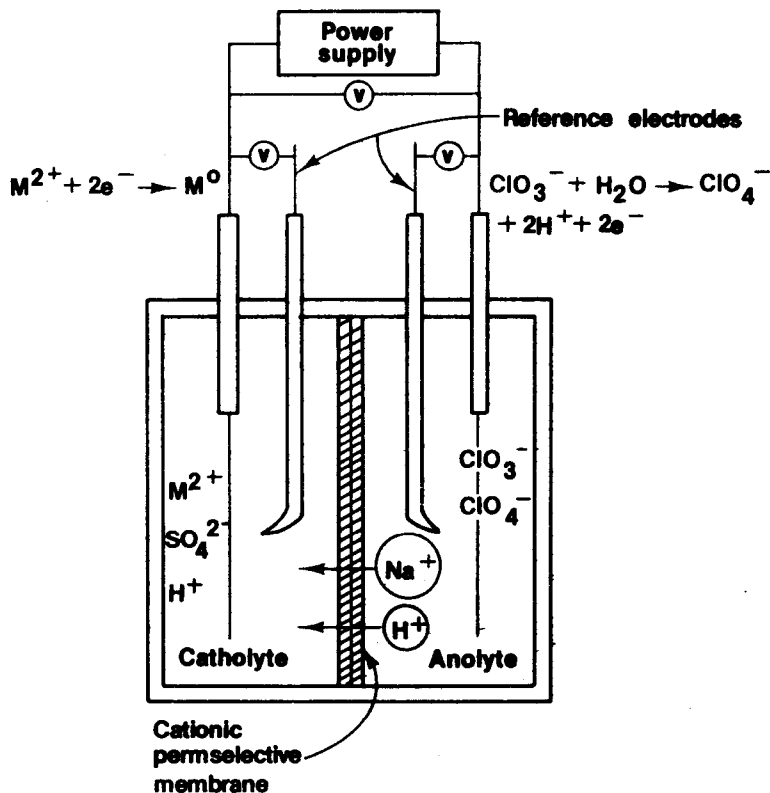 Power
supply
V
Reference electrodes
V
V
M²⁺ + 2e⁻ → M⁰
ClO₃⁻ + H₂O → ClO₄⁻
+ 2H⁺ + 2e⁻
ClO₃⁻
M²⁺
ClO₄⁻
SO₄²⁻
Na⁺
H⁺
H⁺
Catholyte
Anolyte
Cationic
permselective
membrane